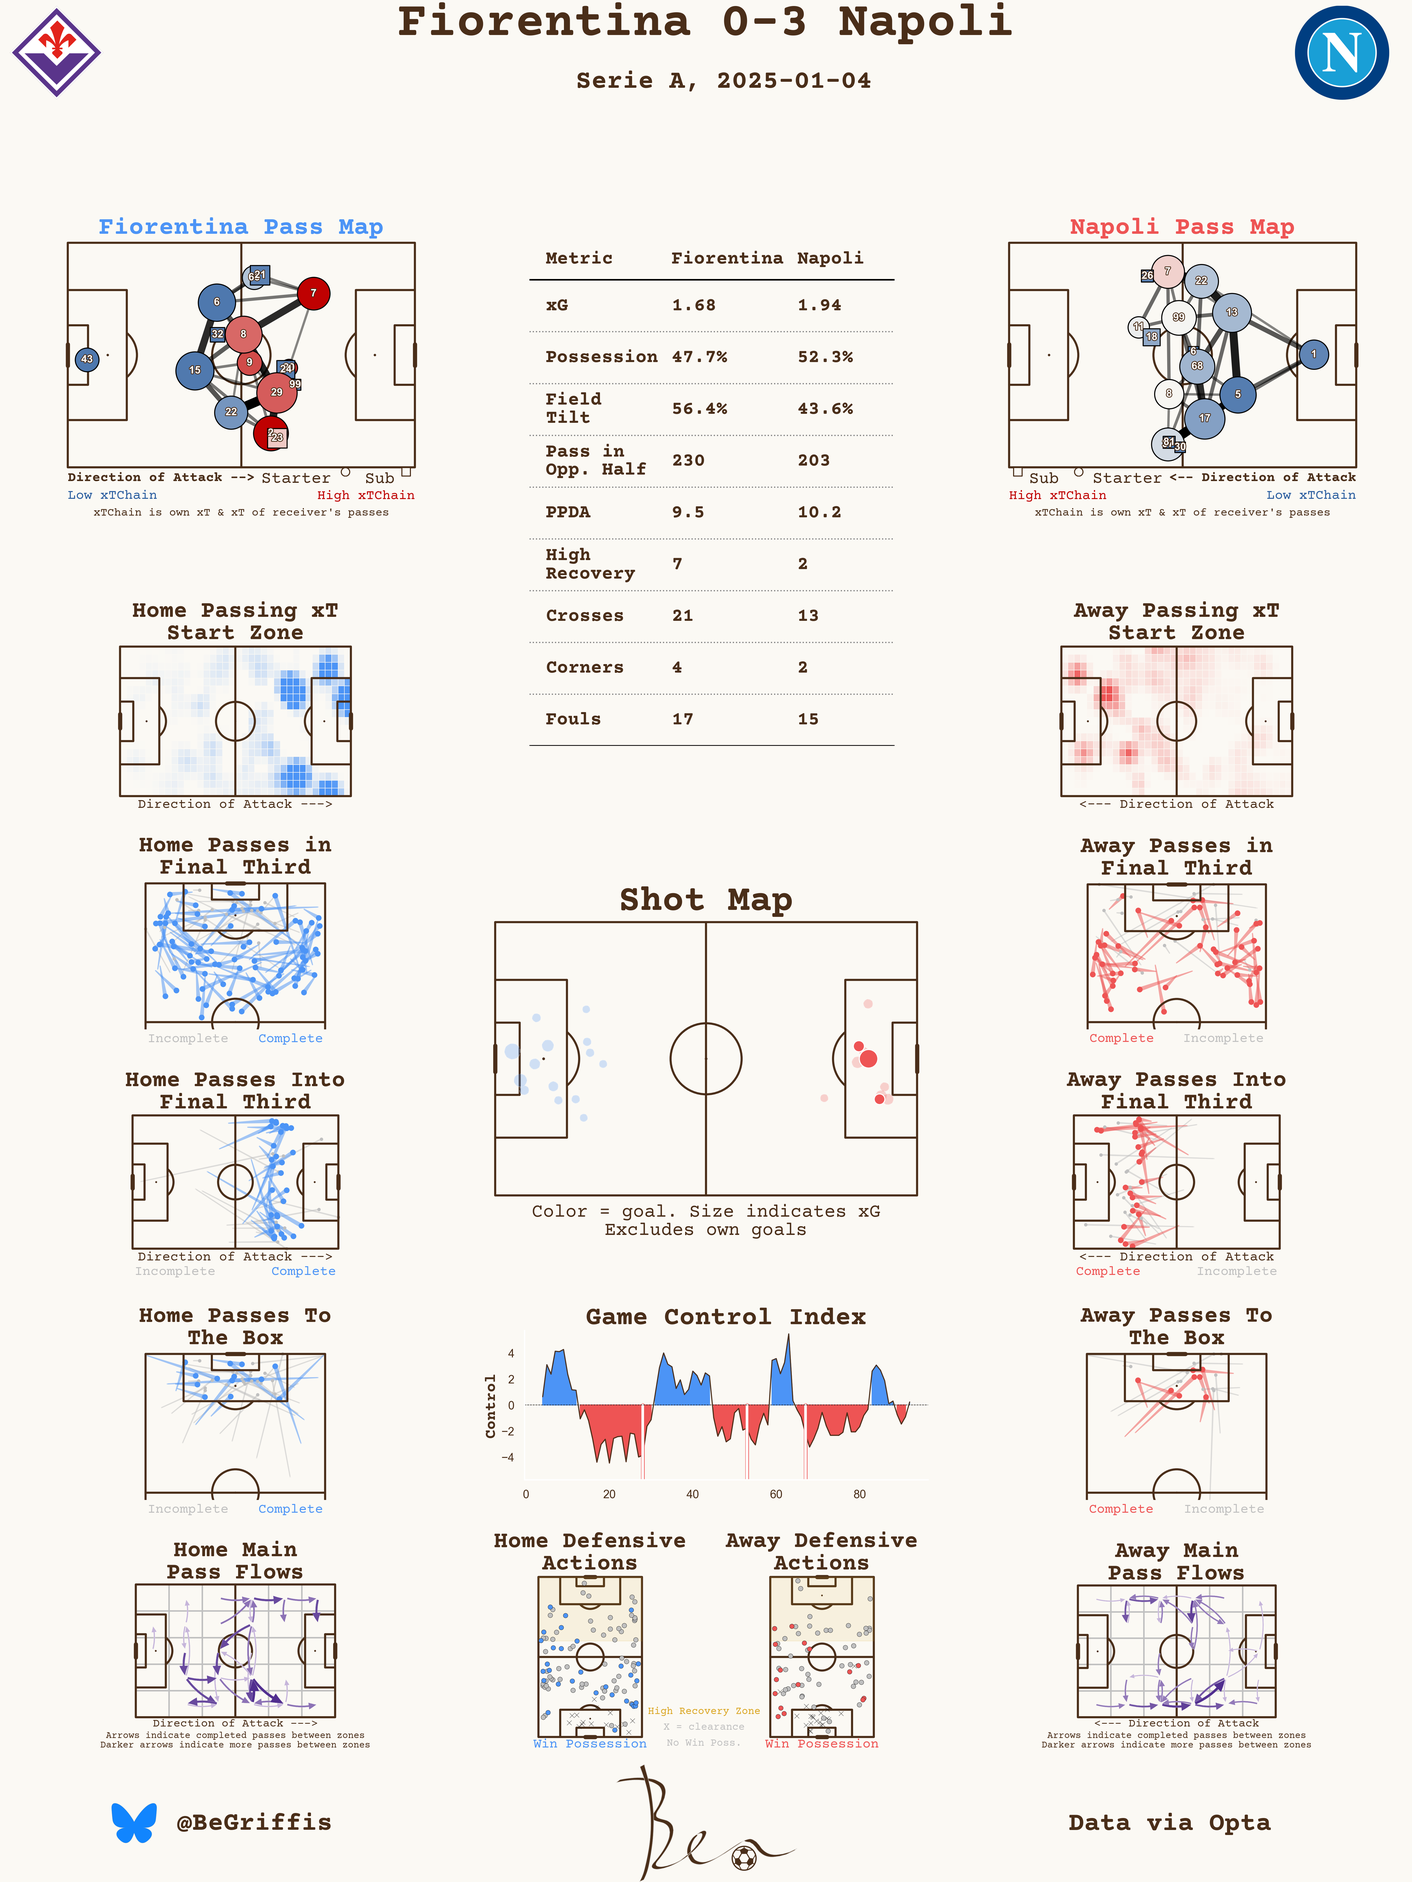 Fiorentina 0-3 Napoli
Serie A, 2025-01-04
N
Fiorentina Pass Map
43
6
15
22
32
8
9
21
7
29
99
23
Direction of Attack --> Starter Sub
Low xTChain High xTChain
xTChain is own xT & xT of receiver's passes
Metric Fiorentina Napoli
xG 1.68 1.94
Possession 47.7% 52.3%
Field
Tilt 56.4% 43.6%
Pass in
Opp. Half 230 203
PPDA 9.5 10.2
High
Recovery 7 2
Crosses 21 13
Corners 4 2
Fouls 17 15
Napoli Pass Map
26
7
22
99
13
11
18
6
68
1
8
5
17
81
30
Sub Starter <-- Direction of Attack
High xTChain Low xTChain
xTChain is own xT & xT of receiver's passes
Home Passing xT
Start Zone
Direction of Attack --->
Away Passing xT
Start Zone
<--- Direction of Attack
Home Passes in
Final Third
Incomplete Complete
Away Passes in
Final Third
Complete Incomplete
Shot Map
Color = goal. Size indicates xG
Excludes own goals
Home Passes Into
Final Third
Direction of Attack --->
Incomplete Complete
Away Passes Into
Final Third
<--- Direction of Attack
Complete Incomplete
Home Passes To
The Box
Incomplete Complete
Game Control Index
Control
4
2
0
−2
−4
0 20 40 60 80
Away Passes To
The Box
Complete Incomplete
Home Main
Pass Flows
Direction of Attack --->
Arrows indicate completed passes between zones
Darker arrows indicate more passes between zones
Home Defensive
Actions
Win Possession
Away Defensive
Actions
Win Possession
High Recovery Zone
X = clearance
No Win Poss.
Away Main
Pass Flows
<--- Direction of Attack
Arrows indicate completed passes between zones
Darker arrows indicate more passes between zones
@BeGriffis
Ben
Data via Opta